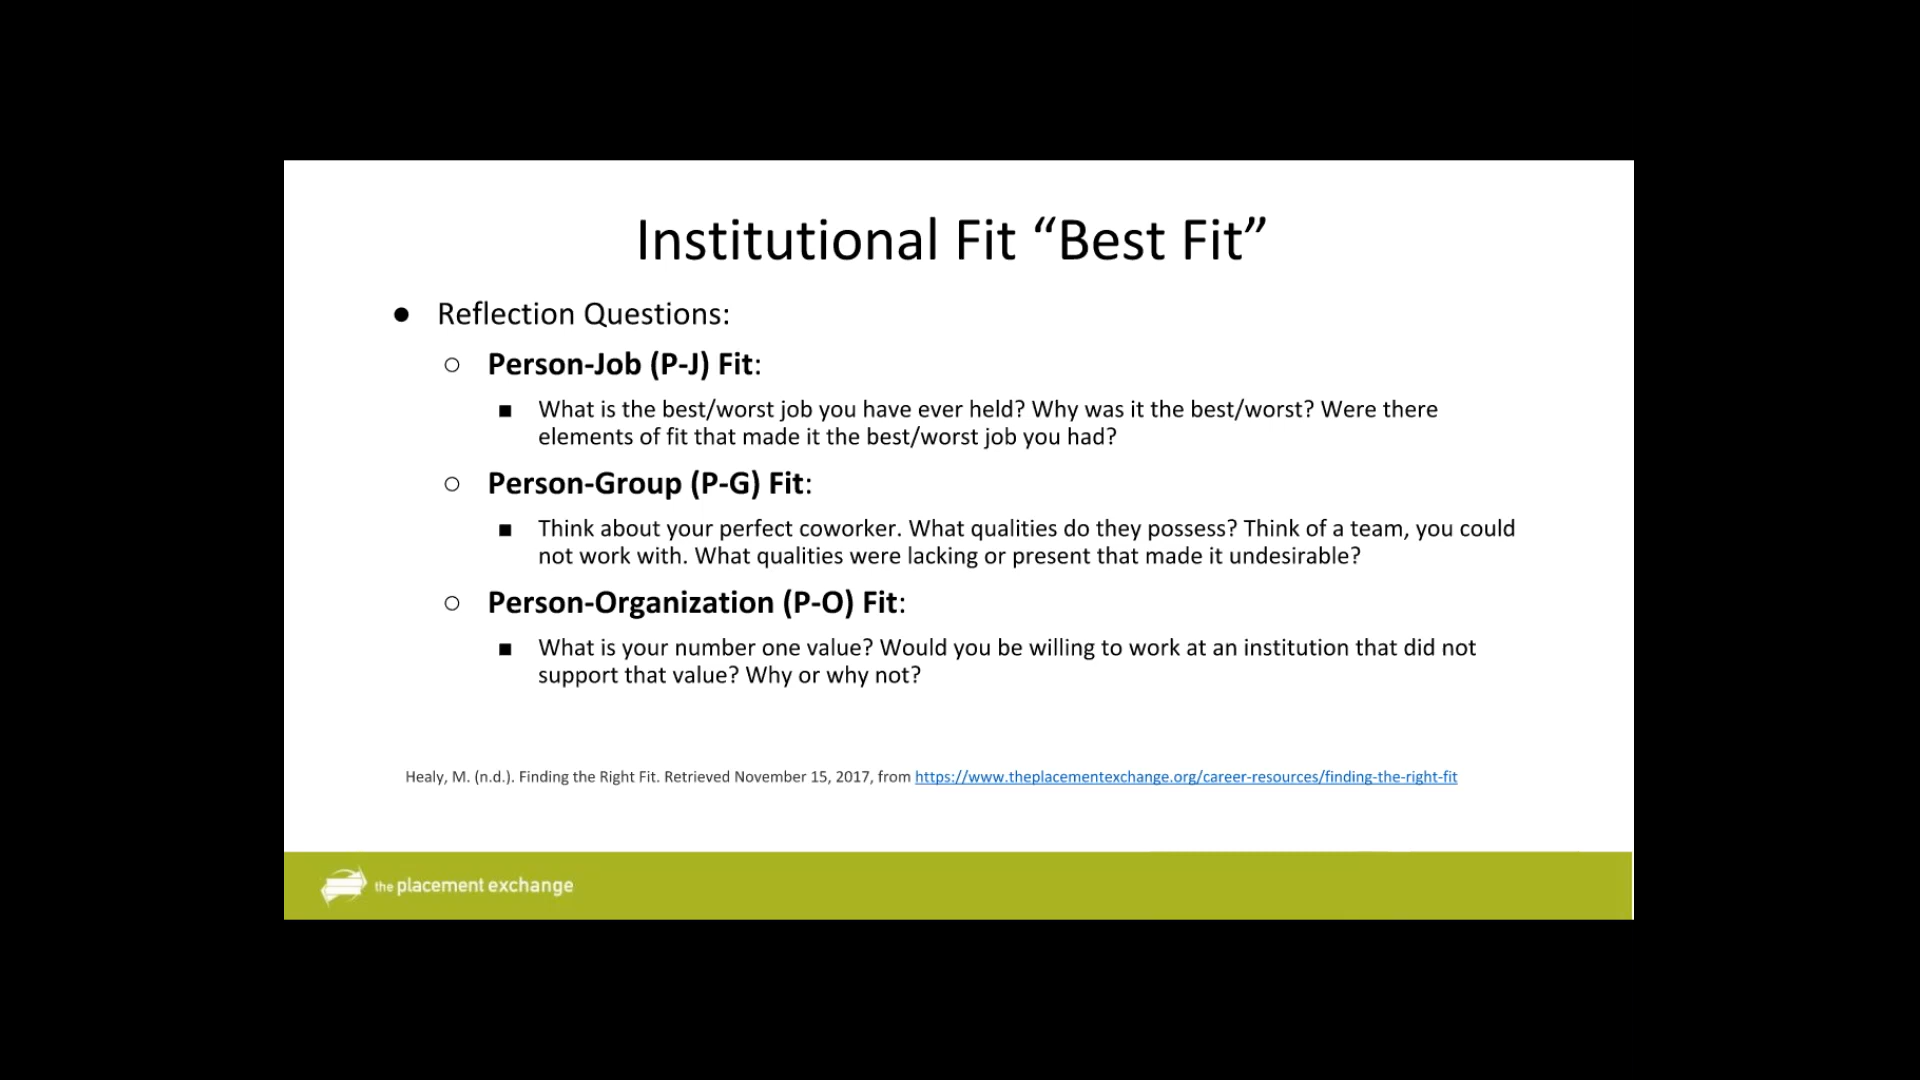 Institutional Fit “Best Fit”
● Reflection Questions:
○ Person-Job (P-J) Fit:
■ What is the best/worst job you have ever held? Why was it the best/worst? Were there
elements of fit that made it the best/worst job you had?
○ Person-Group (P-G) Fit:
■ Think about your perfect coworker. What qualities do they possess? Think of a team, you could
not work with. What qualities were lacking or present that made it undesirable?
○ Person-Organization (P-O) Fit:
■ What is your number one value? Would you be willing to work at an institution that did not
support that value? Why or why not?
Healy, M. (n.d.). Finding the Right Fit. Retrieved November 15, 2017, from https://www.theplacementexchange.org/career-resources/finding-the-right-fit
the placement exchange